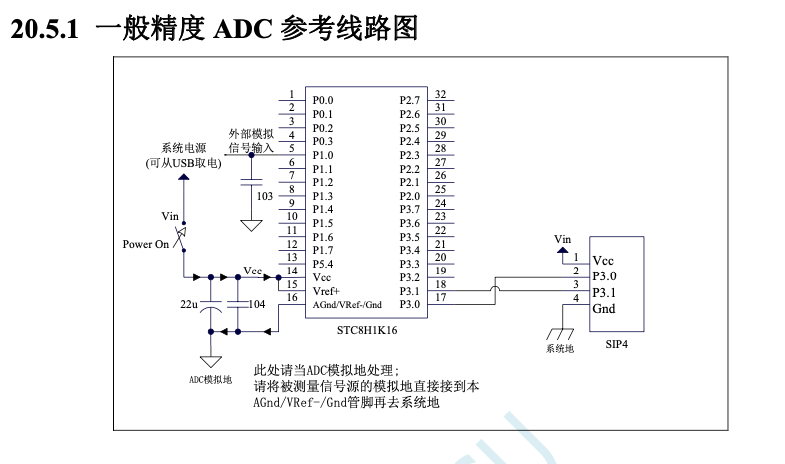 20.5.1 一般精度 ADC 参考线路图
1 P0.0 P2.7 32
2 P0.1 P2.6 31
3 P0.2 P2.5 30
外部模拟 4 P0.3 P2.4 29
系统电源 信号输入 5 P1.0 P2.3 28
(可从USB取电) 6 P1.1 P2.2 27
7 P1.2 P2.1 26
103 8 P1.3 P2.0 25
9 P1.4 P3.7 24
Vin 10 P1.5 P3.6 23
11 P1.6 P3.5 22
Power On 12 P1.7 P3.4 21
13 P5.4 P3.3 20
Vcc 14 Vcc P3.2 19
15 Vref+ P3.1 18
22u 104 16 AGnd/VRef-/Gnd P3.0 17
STC8H1K16
Vin
1 Vcc
2 P3.0
3 P3.1
4 Gnd
系统地 SIP4
ADC模拟地
此处请当ADC模拟地处理;
请将被测量信号源的模拟地直接接到本
AGnd/VRef-/Gnd管脚再去系统地